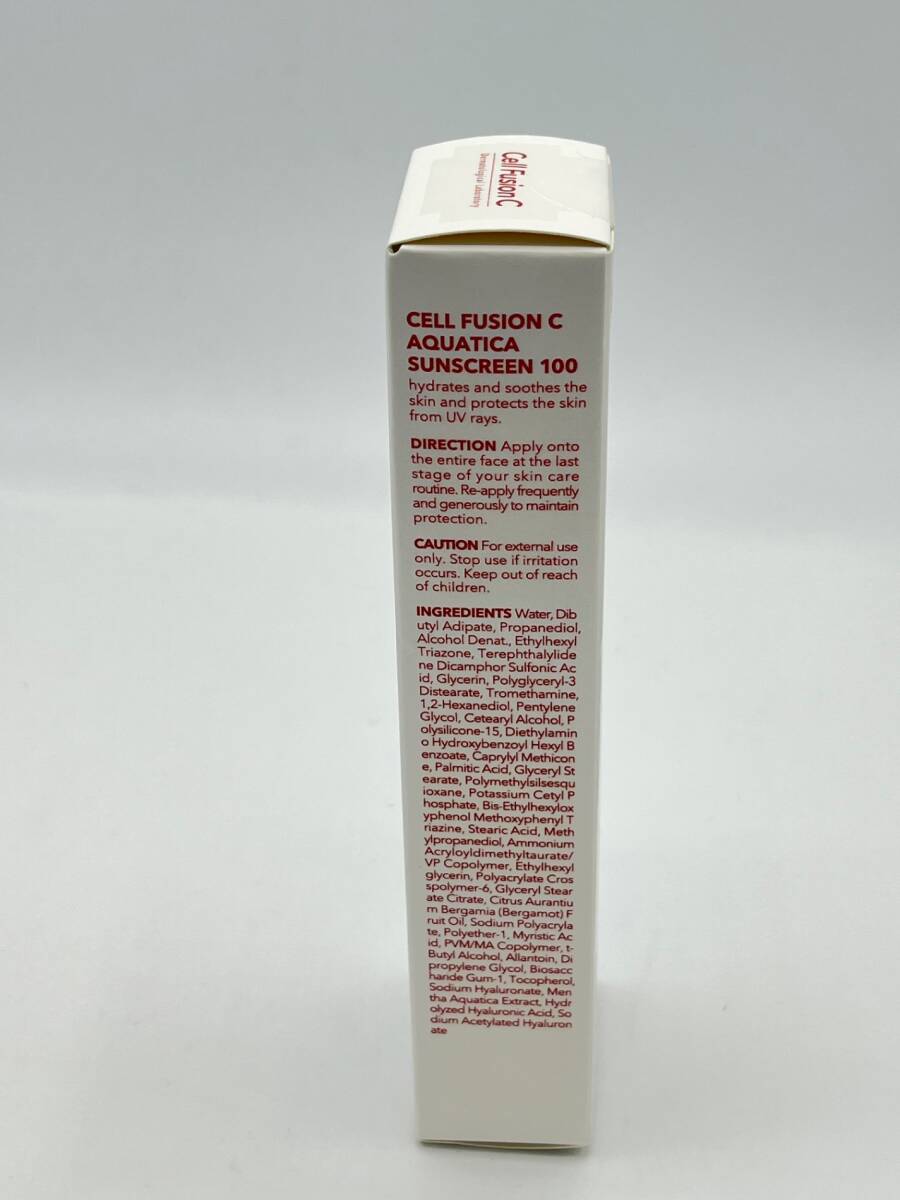 Cell Fusion C
Dermatological Laboratory
CELL FUSION C
AQUATICA
SUNSCREEN 100
hydrates and soothes the
skin and protects the skin
from UV rays.
DIRECTION Apply onto
the entire face at the last
stage of your skin care
routine. Re-apply frequently
and generously to maintain
protection.
CAUTION For external use
only. Stop use if irritation
occurs. Keep out of reach
of children.
INGREDIENTS Water, Dib
utyl Adipate, Propanediol,
Alcohol Denat., Ethylhexyl
Triazone, Terephthalylide
ne Dicamphor Sulfonic Ac
id, Glycerin, Polyglyceryl-3
Distearate, Tromethamine,
1,2-Hexanediol, Pentylene
Glycol, Cetearyl Alcohol, P
olysilicone-15, Diethylamin
o Hydroxybenzoyl Hexyl B
enzoate, Caprylyl Methicon
e, Palmitic Acid, Glyceryl St
earate, Polymethylsilsesqu
ioxane, Potassium Cetyl P
hosphate, Bis-Ethylhexylox
yphenol Methoxyphenyl T
riazine, Stearic Acid, Meth
ylpropanediol, Ammonium
Acryloyldimethyltaurate/
VP Copolymer, Ethylhexyl
glycerin, Polyacrylate Cros
spolymer-6, Glyceryl Stear
ate Citrate, Citrus Aurantiu
m Bergamia (Bergamot) F
ruit Oil, Sodium Polyacryla
te, Polyether-1, Myristic Ac
id, PVM/MA Copolymer, t-
Butyl Alcohol, Allantoin, Di
propylene Glycol, Biosacc
haride Gum-1, Tocopherol,
Sodium Hyaluronate, Men
tha Aquatica Extract, Hydr
olyzed Hyaluronic Acid, So
dium Acetylated Hyaluron
ate